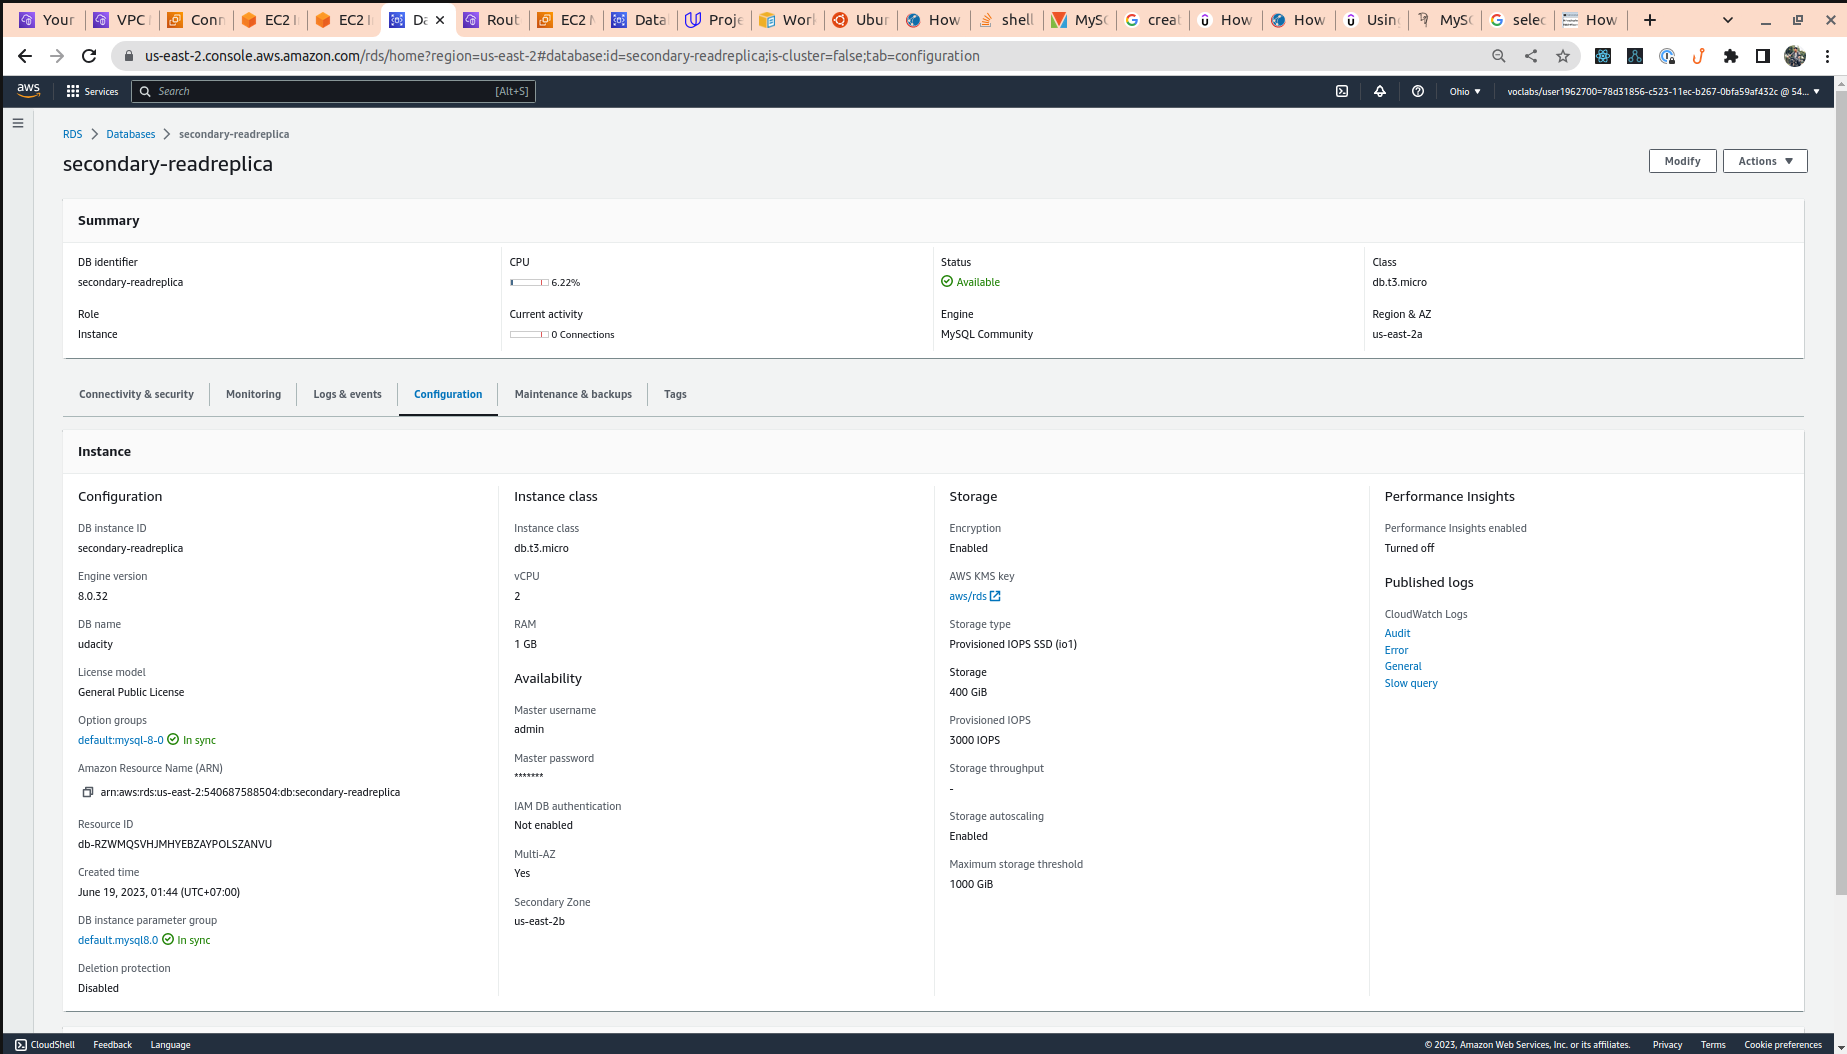 Your
VPC
Conn
EC2 I
EC2 I
Da
Rout
EC2 M
Data
Proje
Work
Ubun
How
shell
MySQ
creat
How
How
Using
MySQ
selec
How
us-east-2.console.aws.amazon.com/rds/home?region=us-east-2#database:id=secondary-readreplica;is-cluster=false;tab=configuration
aws
Services
Search
[Alt+S]
Ohio
voclabs/user1962700=78d31856-c523-11ec-b267-0bfa59af432c @ 54...
RDS
Databases
secondary-readreplica
secondary-readreplica
Modify
Actions
Summary
DB identifier
secondary-readreplica
Role
Instance
CPU
6.22%
Current activity
0 Connections
Status
Available
Engine
MySQL Community
Class
db.t3.micro
Region & AZ
us-east-2a
Connectivity & security
Monitoring
Logs & events
Configuration
Maintenance & backups
Tags
Instance
Configuration
DB instance ID
secondary-readreplica
Engine version
8.0.32
DB name
udacity
License model
General Public License
Option groups
default:mysql-8-0 In sync
Amazon Resource Name (ARN)
arn:aws:rds:us-east-2:540687588504:db:secondary-readreplica
Resource ID
db-RZWMQSVHJMHYEBZAYPOLSZANVU
Created time
June 19, 2023, 01:44 (UTC+07:00)
DB instance parameter group
default.mysql8.0 In sync
Deletion protection
Disabled
Instance class
Instance class
db.t3.micro
vCPU
2
RAM
1 GB
Availability
Master username
admin
Master password
*******
IAM DB authentication
Not enabled
Multi-AZ
Yes
Secondary Zone
us-east-2b
Storage
Encryption
Enabled
AWS KMS key
aws/rds
Storage type
Provisioned IOPS SSD (io1)
Storage
400 GiB
Provisioned IOPS
3000 IOPS
Storage throughput
-
Storage autoscaling
Enabled
Maximum storage threshold
1000 GiB
Performance Insights
Performance Insights enabled
Turned off
Published logs
CloudWatch Logs
Audit
Error
General
Slow query
CloudShell
Feedback
Language
© 2023, Amazon Web Services, Inc. or its affiliates.
Privacy
Terms
Cookie preferences